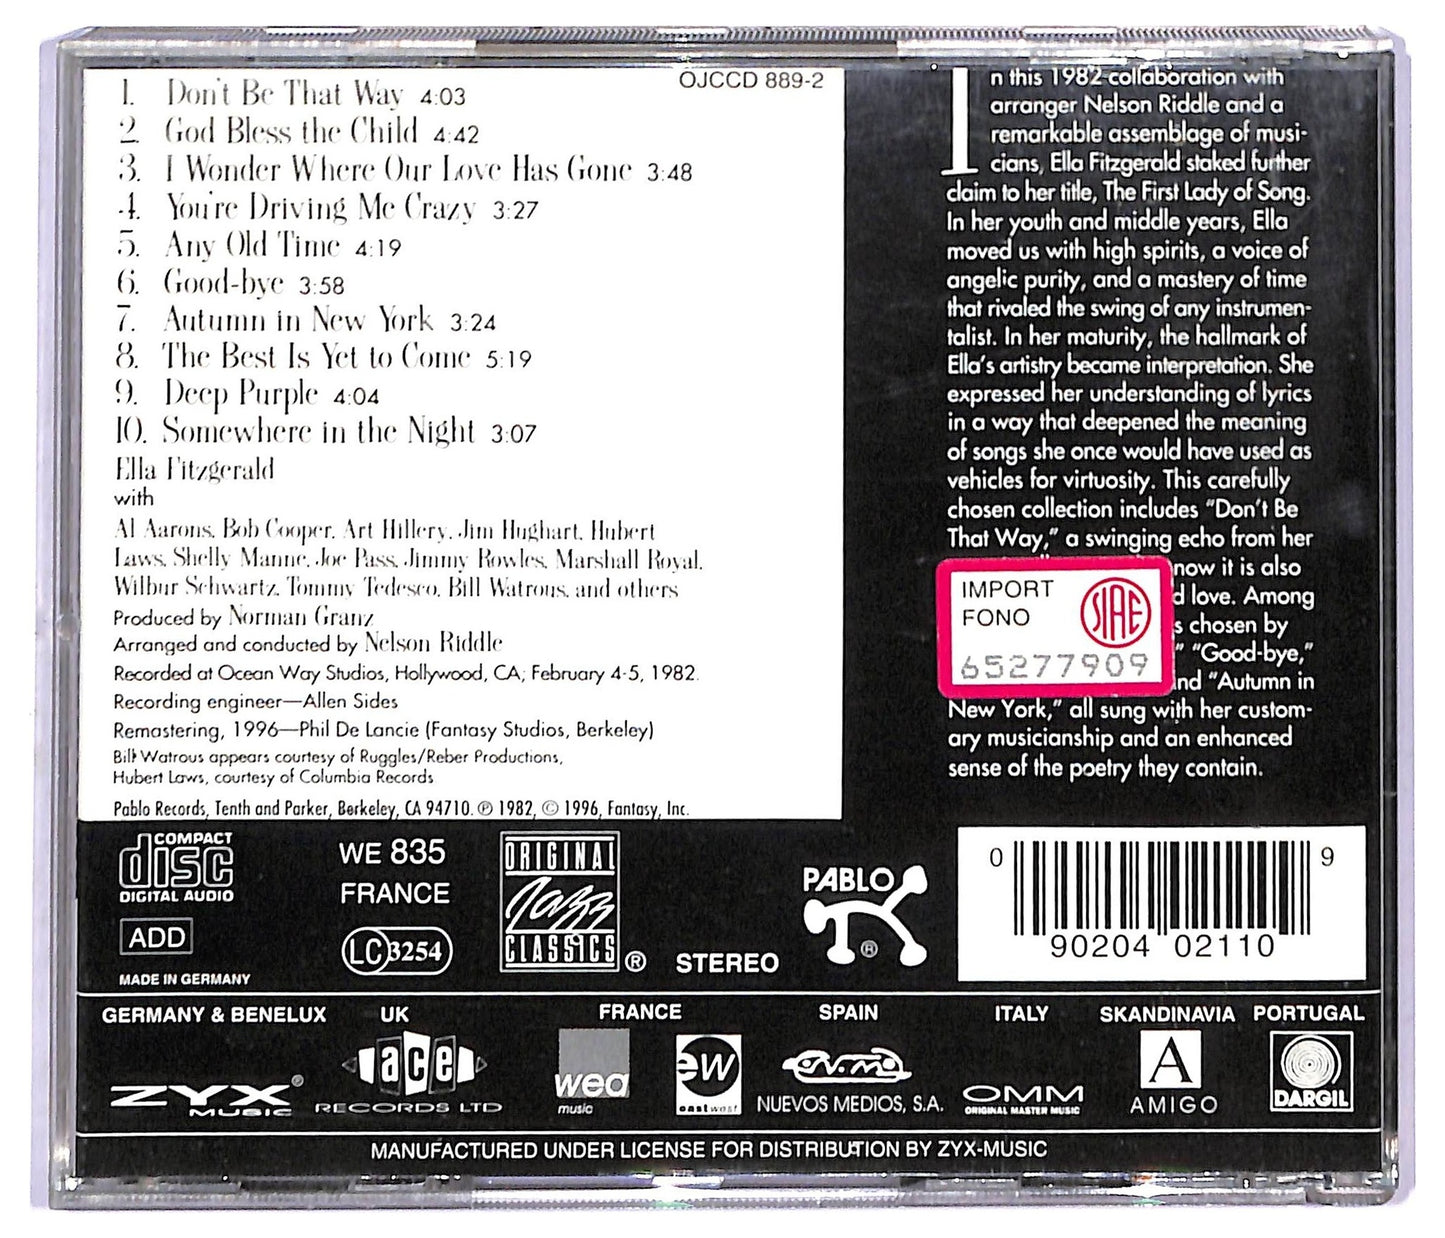 OJCCD 889-2
1. Don't Be That Way 4:03
2. God Bless the Child 4:42
3. I Wonder Where Our Love Has Gone 3:48
4. You're Driving Me Crazy 3:27
5. Any Old Time 4:19
6. Good-bye 3:58
7. Autumn in New York 3:24
8. The Best Is Yet to Come 5:19
9. Deep Purple 4:04
10. Somewhere in the Night 3:07
Ella Fitzgerald
with
Al Aarons, Bob Cooper, Art Hillery, Jim Hughart, Hubert
Laws, Shelly Manne, Joe Pass, Jimmy Rowles, Marshall Royal,
Wilbur Schwartz, Tommy Tedesco, Bill Watrous, and others
Produced by Norman Granz
Arranged and conducted by Nelson Riddle
Recorded at Ocean Way Studios, Hollywood, CA; February 4-5, 1982.
Recording engineer—Allen Sides
Remastering, 1996—Phil De Lancie (Fantasy Studios, Berkeley)
Bill Watrous appears courtesy of Ruggles/Reber Productions,
Hubert Laws, courtesy of Columbia Records
Pablo Records, Tenth and Parker, Berkeley, CA 94710. ℗ 1982, © 1996, Fantasy, Inc.
In this 1982 collaboration with
arranger Nelson Riddle and a
remarkable assemblage of musi-
cians, Ella Fitzgerald staked further
claim to her title, The First Lady of Song.
In her youth and middle years, Ella
moved us with high spirits, a voice of
angelic purity, and a mastery of time
that rivaled the swing of any instrumen-
talist. In her maturity, the hallmark of
Ella's artistry became interpretation. She
expressed her understanding of lyrics
in a way that deepened the meaning
of songs she once would have used as
vehicles for virtuosity. This carefully
chosen collection includes "Don't Be
That Way," a swinging echo from her
now it is also
d love. Among
s chosen by
" "Good-bye,"
nd "Autumn in
New York," all sung with her custom-
ary musicianship and an enhanced
sense of the poetry they contain.
IMPORT
FONO
SIAE
65277909
COMPACT
disc
DIGITAL AUDIO
ADD
MADE IN GERMANY
WE 835
FRANCE
LC 3254
ORIGINAL
Jazz
CLASSICS ®
STEREO
PABLO ®
0 90204 02110 9
GERMANY & BENELUX
ZYX ®
MUSIC
UK
ace
RECORDS LTD
FRANCE
wea
music
ew
eastwest
SPAIN
N.M.
NUEVOS MEDIOS, S.A.
ITALY
OMM
ORIGINAL MASTER MUSIC
SKANDINAVIA
A
AMIGO
PORTUGAL
DARGIL
MANUFACTURED UNDER LICENSE FOR DISTRIBUTION BY ZYX-MUSIC